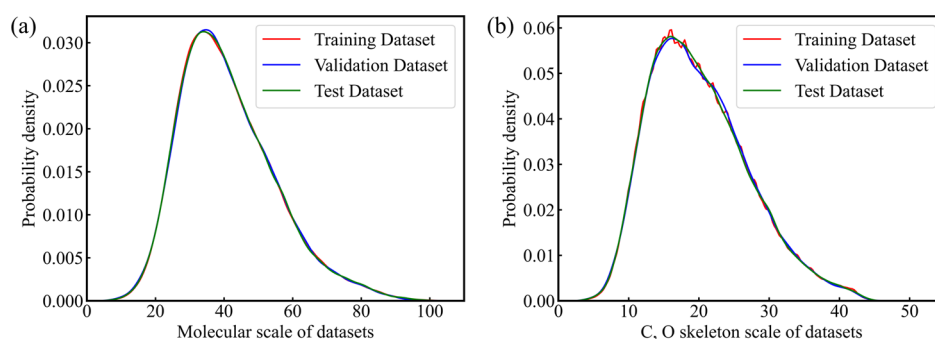 (a)
0.030
0.025
0.020
0.015
0.010
0.005
0.000
Probability density
Training Dataset
Validation Dataset
Test Dataset
0 20 40 60 80 100
Molecular scale of datasets
(b)
0.06
0.05
0.04
0.03
0.02
0.01
0.00
Probability density
Training Dataset
Validation Dataset
Test Dataset
0 10 20 30 40 50
C, O skeleton scale of datasets